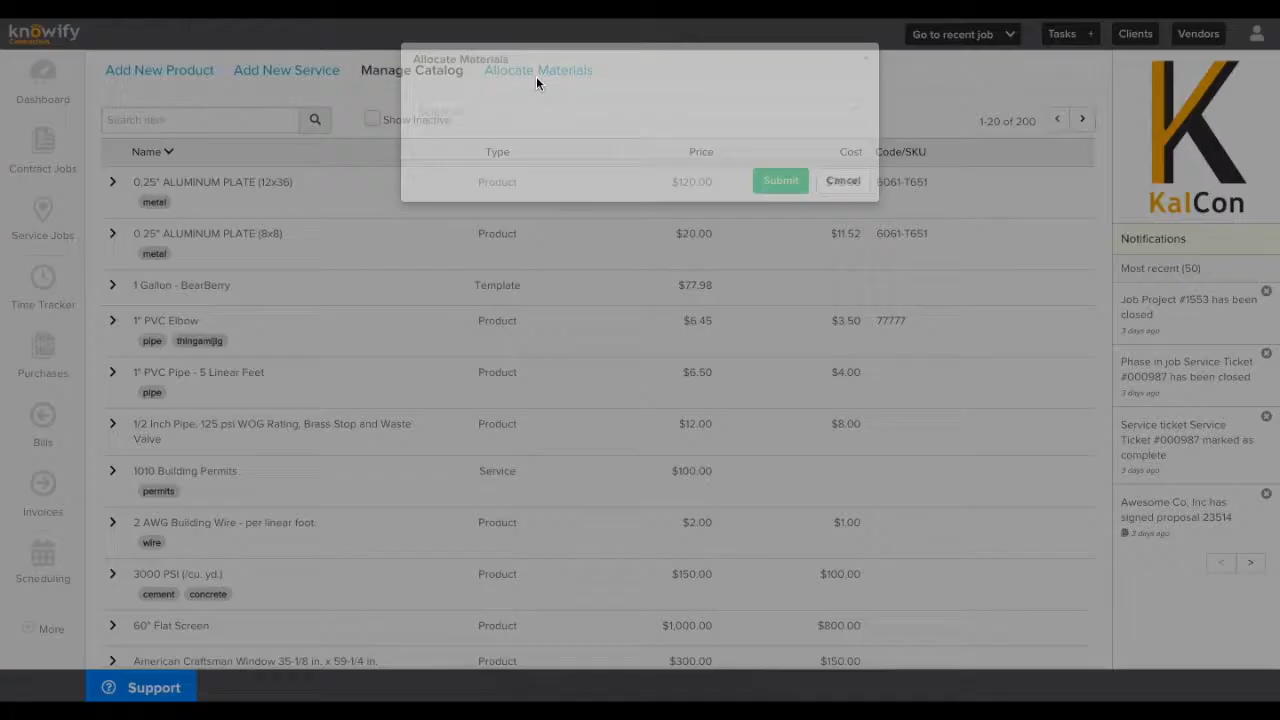 knowify
Go to recent job
Tasks +
Clients
Vendors
Dashboard
Contract Jobs
Service Jobs
Time Tracker
Purchases
Bills
Invoices
Scheduling
More
Support
Add New Product
Add New Service
Manage Catalog
Allocate Materials
Allocate Materials
Search item
Show Inactive
1-20 of 200
Name Type Price Cost Code/SKU
Submit
Cancel
0.25" ALUMINUM PLATE (12x36) Product $120.00 6061-T651
metal
0.25" ALUMINUM PLATE (8x8) Product $20.00 $11.52 6061-T651
metal
1 Gallon - BearBerry Template $77.98
1" PVC Elbow Product $6.45 $3.50 77777
pipe thingamijig
1" PVC Pipe - 5 Linear Feet Product $6.50 $4.00
pipe
1/2 Inch Pipe, 125 psi WOG Rating, Brass Stop and Waste Product $12.00 $8.00
Valve
1010 Building Permits Service $100.00
permits
2 AWG Building Wire - per linear foot. Product $2.00 $1.00
wire
3000 PSI (/cu. yd.) Product $150.00 $100.00
cement concrete
60" Flat Screen Product $1,000.00 $800.00
American Craftsman Window 35-1/8 in. x 59-1/4 in. Product $300.00 $150.00
K
KalCon
Notifications
Most recent (50)
Job Project #1553 has been
closed
3 days ago
Phase in job Service Ticket
#000987 has been closed
3 days ago
Service ticket Service
Ticket #000987 marked as
complete
3 days ago
Awesome Co, Inc has
signed proposal 23514
3 days ago
< >